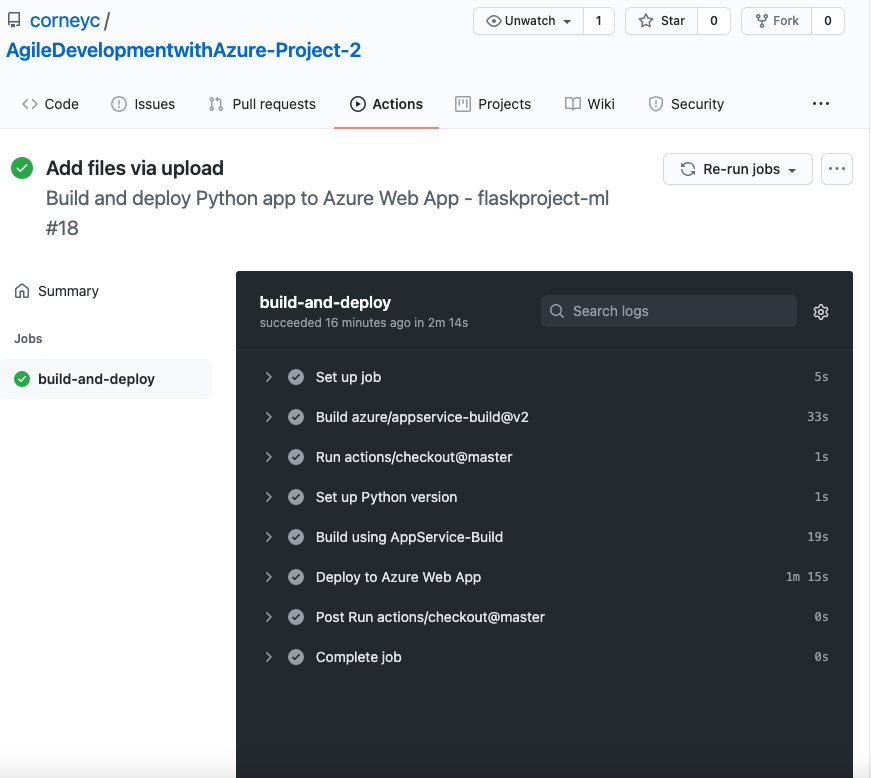 corneyc /
AgileDevelopmentwithAzure-Project-2
Unwatch 1
Star 0
Fork 0
Code
Issues
Pull requests
Actions
Projects
Wiki
Security
Add files via upload
Build and deploy Python app to Azure Web App - flaskproject-ml
#18
Re-run jobs
Summary
Jobs
build-and-deploy
build-and-deploy
succeeded 16 minutes ago in 2m 14s
Search logs
Set up job 5s
Build azure/appservice-build@v2 33s
Run actions/checkout@master 1s
Set up Python version 1s
Build using AppService-Build 19s
Deploy to Azure Web App 1m 15s
Post Run actions/checkout@master 0s
Complete job 0s